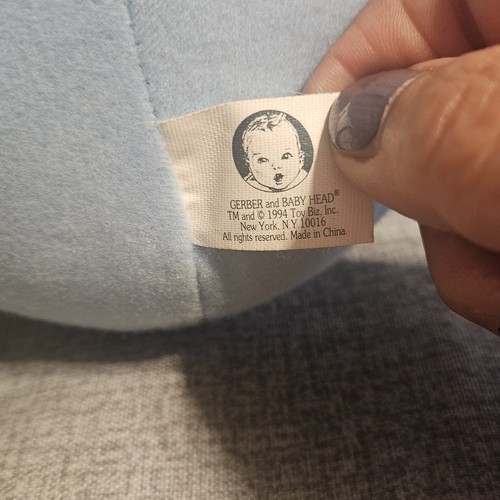 GERBER and BABY HEAD®
TM and © 1994 Toy Biz, Inc.
New York, N.Y. 10016
All rights reserved. Made in China.